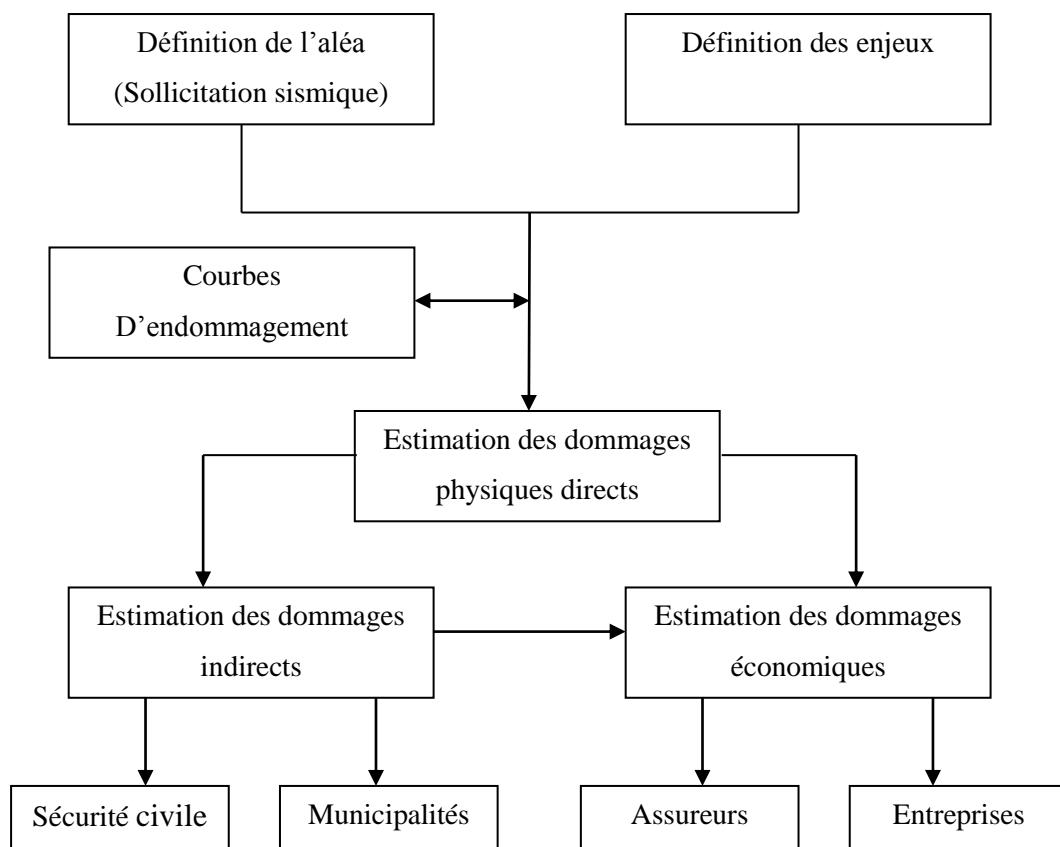 Définition de l'aléa
(Sollicitation sismique)
Définition des enjeux
Courbes
D'endommagement
Estimation des dommages
physiques directs
Estimation des dommages
indirects
Estimation des dommages
économiques
Sécurité civile
Municipalités
Assureurs
Entreprises